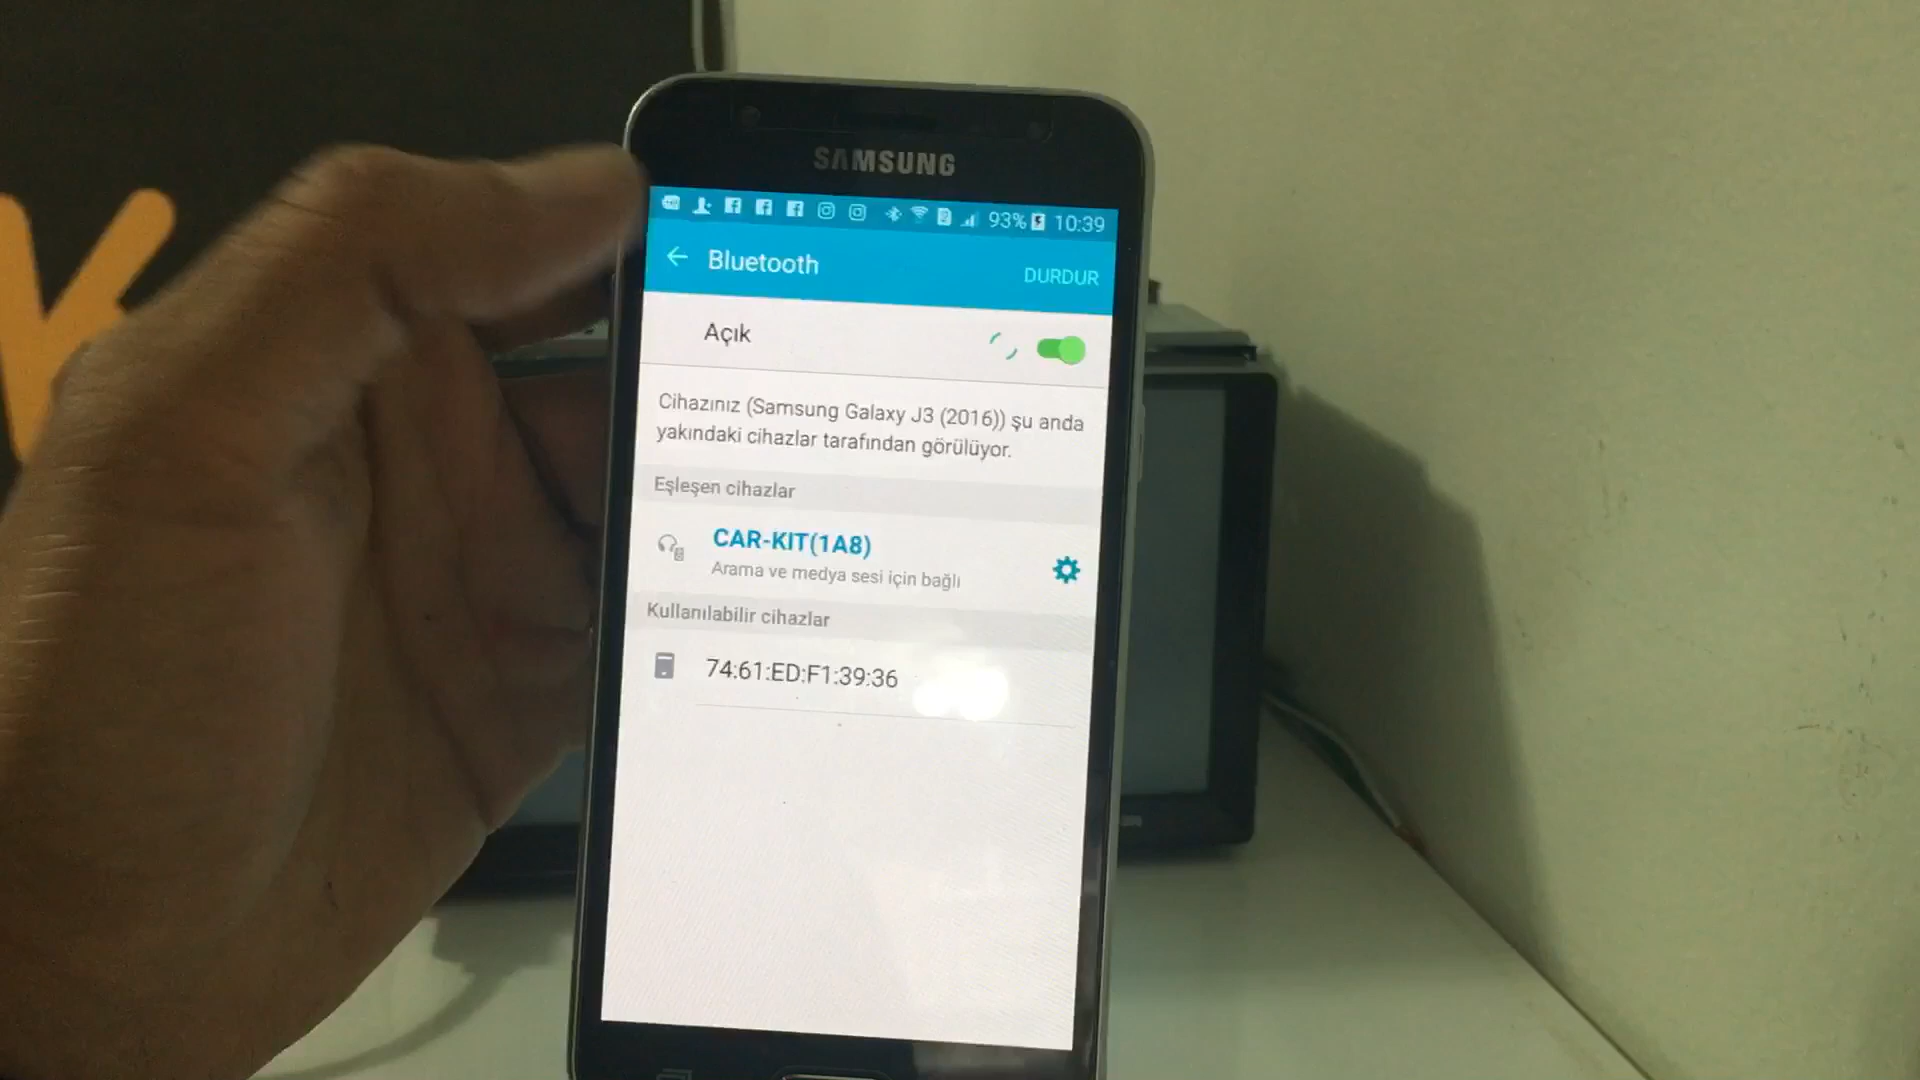 SAMSUNG
93% 10:39
Bluetooth
DURDUR
Açık
Cihazınız (Samsung Galaxy J3 (2016)) şu anda
yakındaki cihazlar tarafından görülüyor.
Eşleşen cihazlar
CAR-KIT(1A8)
Arama ve medya sesi için bağlı
Kullanılabilir cihazlar
74:61:ED:F1:39:36